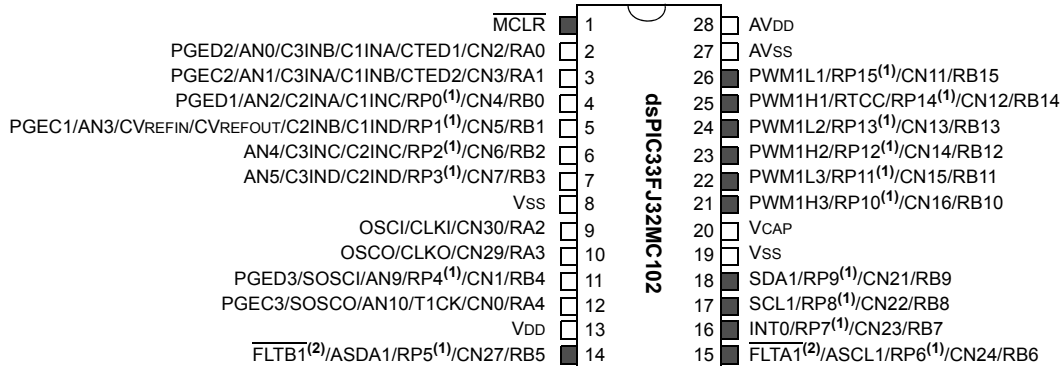 MCLR 1 28 AVDD
PGED2/AN0/C3INB/C1INA/CTED1/CN2/RA0 2 27 AVSS
PGEC2/AN1/C3INA/C1INB/CTED2/CN3/RA1 3 26 PWM1L1/RP15(1)/CN11/RB15
PGED1/AN2/C2INA/C1INC/RP0(1)/CN4/RB0 4 25 PWM1H1/RTCC/RP14(1)/CN12/RB14
PGEC1/AN3/CVREFIN/CVREFOUT/C2INB/C1IND/RP1(1)/CN5/RB1 5 24 PWM1L2/RP13(1)/CN13/RB13
AN4/C3INC/C2INC/RP2(1)/CN6/RB2 6 23 PWM1H2/RP12(1)/CN14/RB12
AN5/C3IND/C2IND/RP3(1)/CN7/RB3 7 22 PWM1L3/RP11(1)/CN15/RB11
VSS 8 21 PWM1H3/RP10(1)/CN16/RB10
OSCI/CLKI/CN30/RA2 9 20 VCAP
OSCO/CLKO/CN29/RA3 10 19 VSS
PGED3/SOSCI/AN9/RP4(1)/CN1/RB4 11 18 SDA1/RP9(1)/CN21/RB9
PGEC3/SOSCO/AN10/T1CK/CN0/RA4 12 17 SCL1/RP8(1)/CN22/RB8
VDD 13 16 INT0/RP7(1)/CN23/RB7
FLTB1(2)/ASDA1/RP5(1)/CN27/RB5 14 15 FLTA1(2)/ASCL1/RP6(1)/CN24/RB6
dsPIC33FJ32MC102